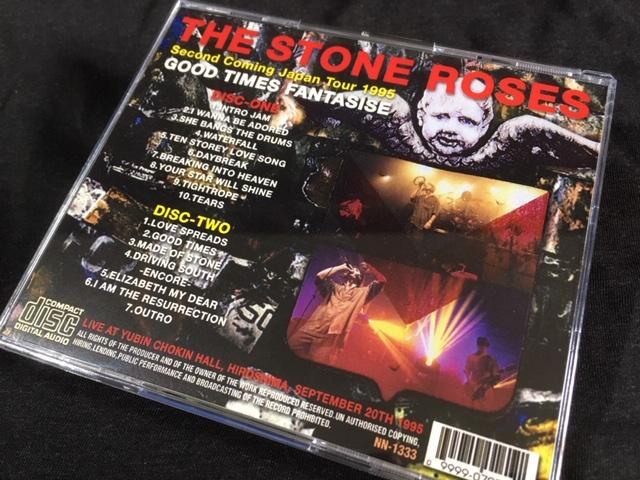 THE STONE ROSES
Second Coming Japan Tour 1995
GOOD TIMES FANTASISE
DISC-ONE
1.INTRO JAM
2.I WANNA BE ADORED
3.SHE BANGS THE DRUMS
4.WATERFALL
5.TEN STOREY LOVE SONG
6.DAYBREAK
7.BREAKING INTO HEAVEN
8.YOUR STAR WILL SHINE
9.TIGHTROPE
10.TEARS
DISC-TWO
1.LOVE SPREADS
2.GOOD TIMES
3.MADE OF STONE
4.DRIVING SOUTH
-ENCORE-
5.ELIZABETH MY DEAR
6.I AM THE RESURRECTION
7.OUTRO
COMPACT
disc
DIGITAL AUDIO
LIVE AT YUBIN CHOKIN HALL, HIROSHIMA, SEPTEMBER 20TH 1995
ALL RIGHTS OF THE PRODUCER AND OF THE OWNER OF THE WORK REPRODUCED RESERVED. UN AUTHORISED COPYING,
HIRING, LENDING, PUBLIC PERFORMANCE AND BROADCASTING OF THE RECORD PROHIBITED.
NN-1333